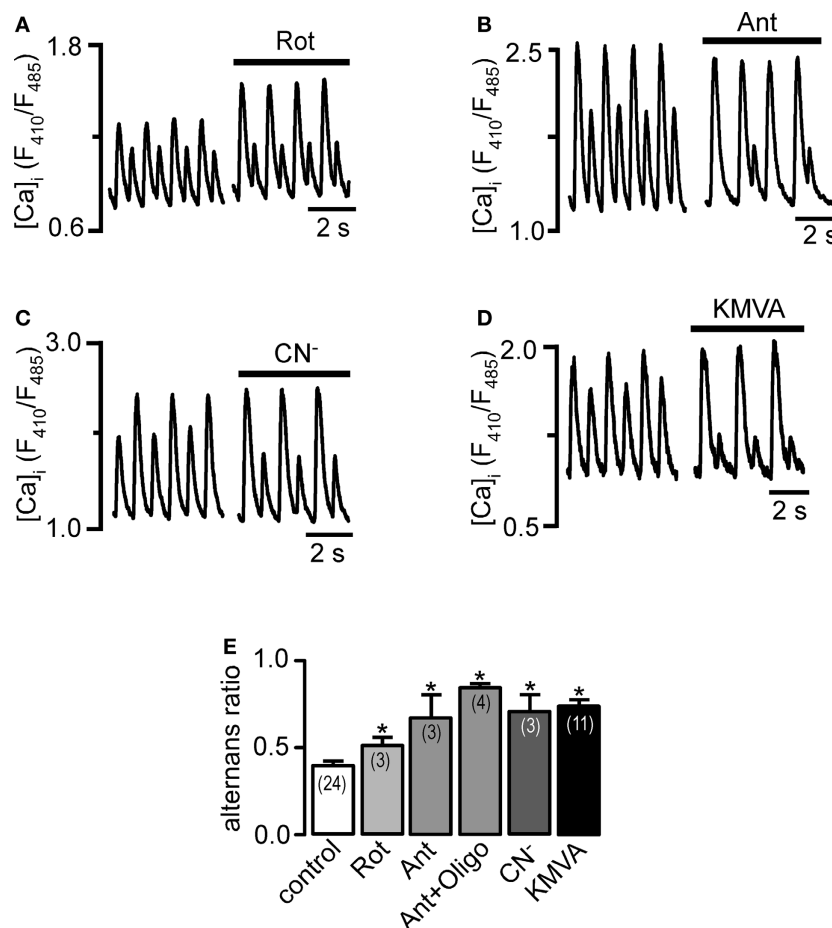 A
1.8
Rot
[Ca]i (F410/F485)
0.6
2 s
B
Ant
2.5
[Ca]i (F410/F485)
1.0
2 s
C
3.0
CN-
[Ca]i (F410/F485)
1.0
2 s
D
KMVA
2.0
[Ca]i (F410/F485)
0.5
2 s
E
1.0
alternans ratio
0.5
0.0
*
*
*
*
*
(24)
(3)
(3)
(4)
(3)
(11)
control
Rot
Ant
Ant+Oligo
CN-
KMVA